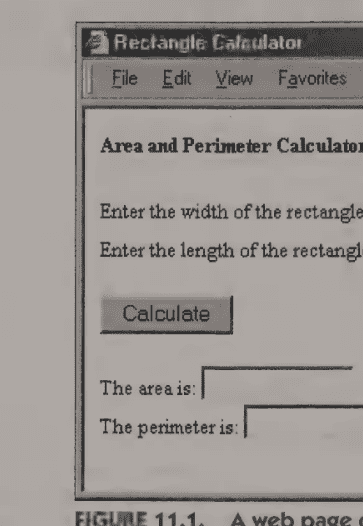 Rectangle Calculator
File Edit View Favorites
Area and Perimeter Calculator
Enter the width of the rectangle
Enter the length of the rectangl
Calculate
The area is:
The perimeter is:
FIGURE 11.1. A web page